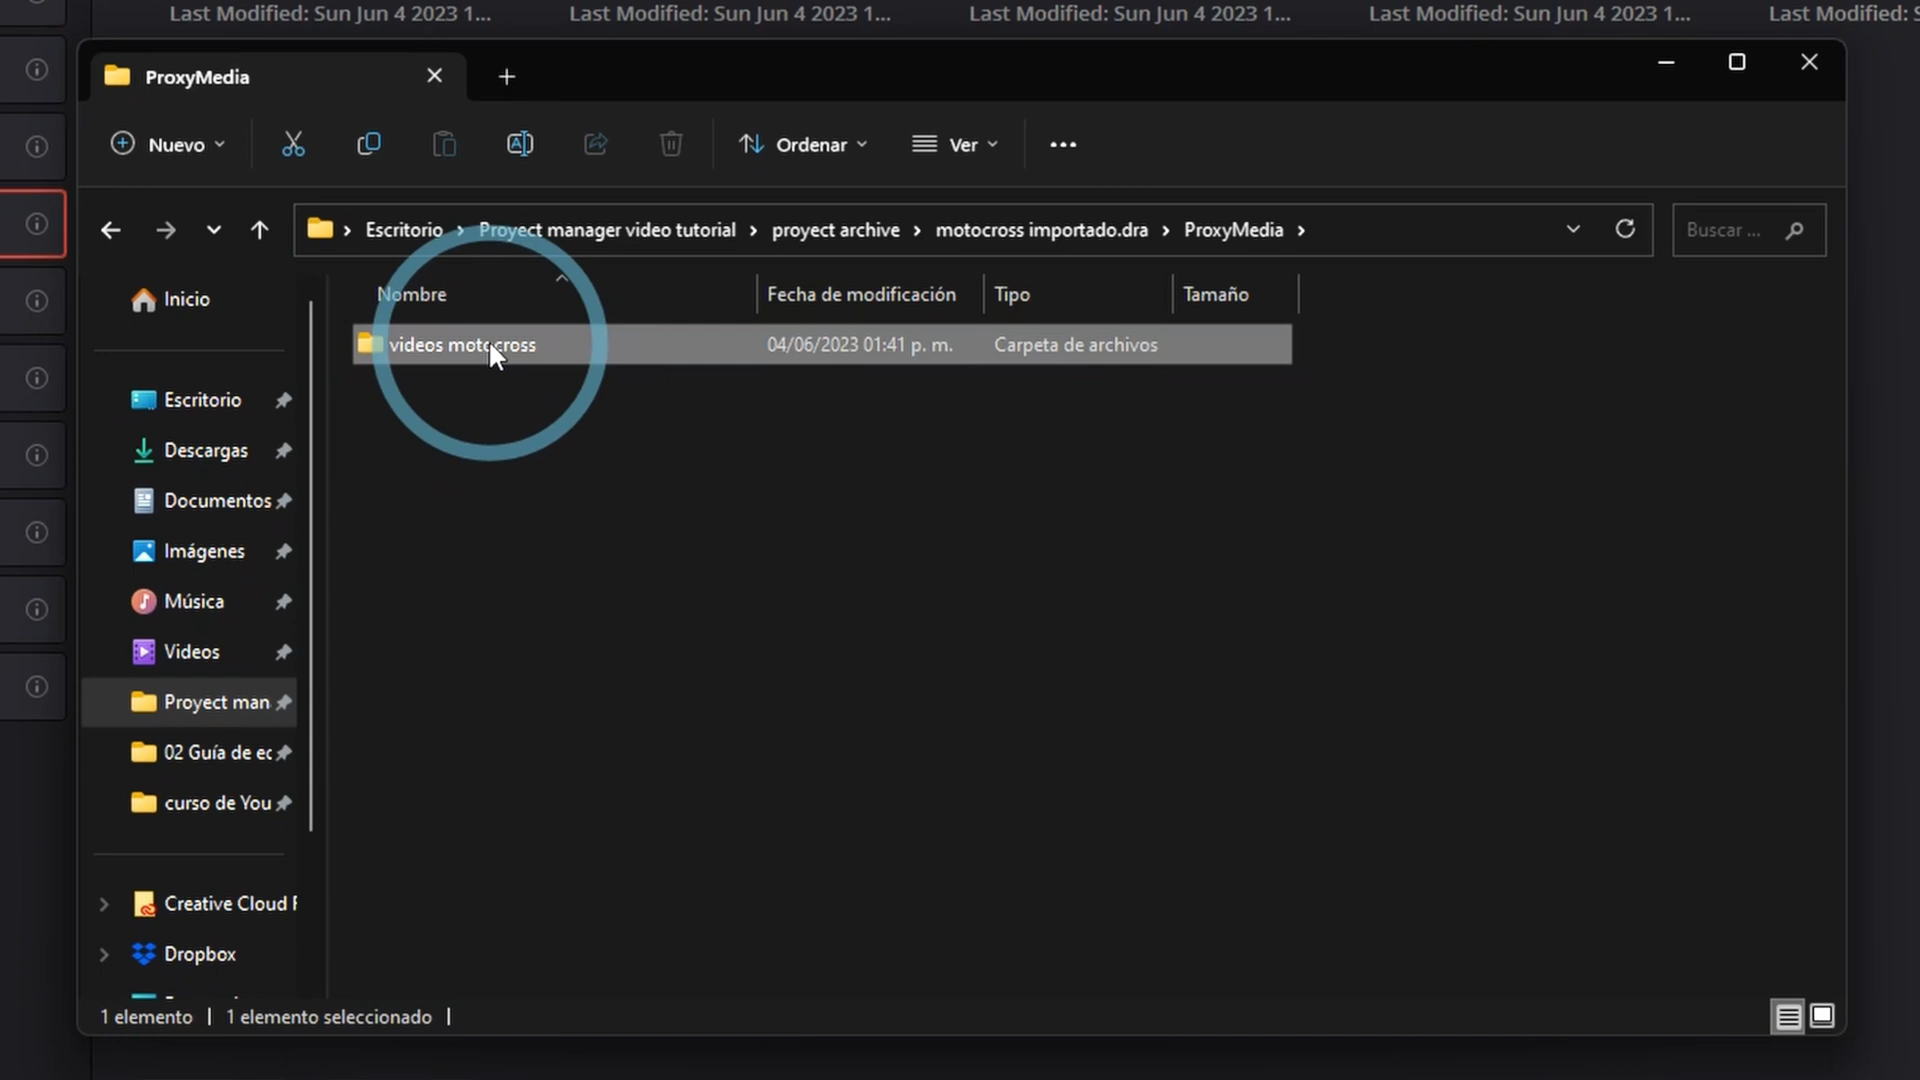 Last Modified: Sun Jun 4 2023 1... Last Modified: Sun Jun 4 2023 1... Last Modified: Sun Jun 4 2023 1... Last Modified: Sun Jun 4 2023 1... Last Modified:
ProxyMedia
Nuevo Ordenar Ver
Escritorio > Proyect manager video tutorial > proyect archive > motocross importado.dra > ProxyMedia > Buscar ...
Nombre Fecha de modificación Tipo Tamaño
videos motocross 04/06/2023 01:41 p. m. Carpeta de archivos
Inicio
Escritorio
Descargas
Documentos
Imágenes
Música
Videos
Proyect man
02 Guía de ec
curso de You
Creative Cloud F
Dropbox
1 elemento | 1 elemento seleccionado |